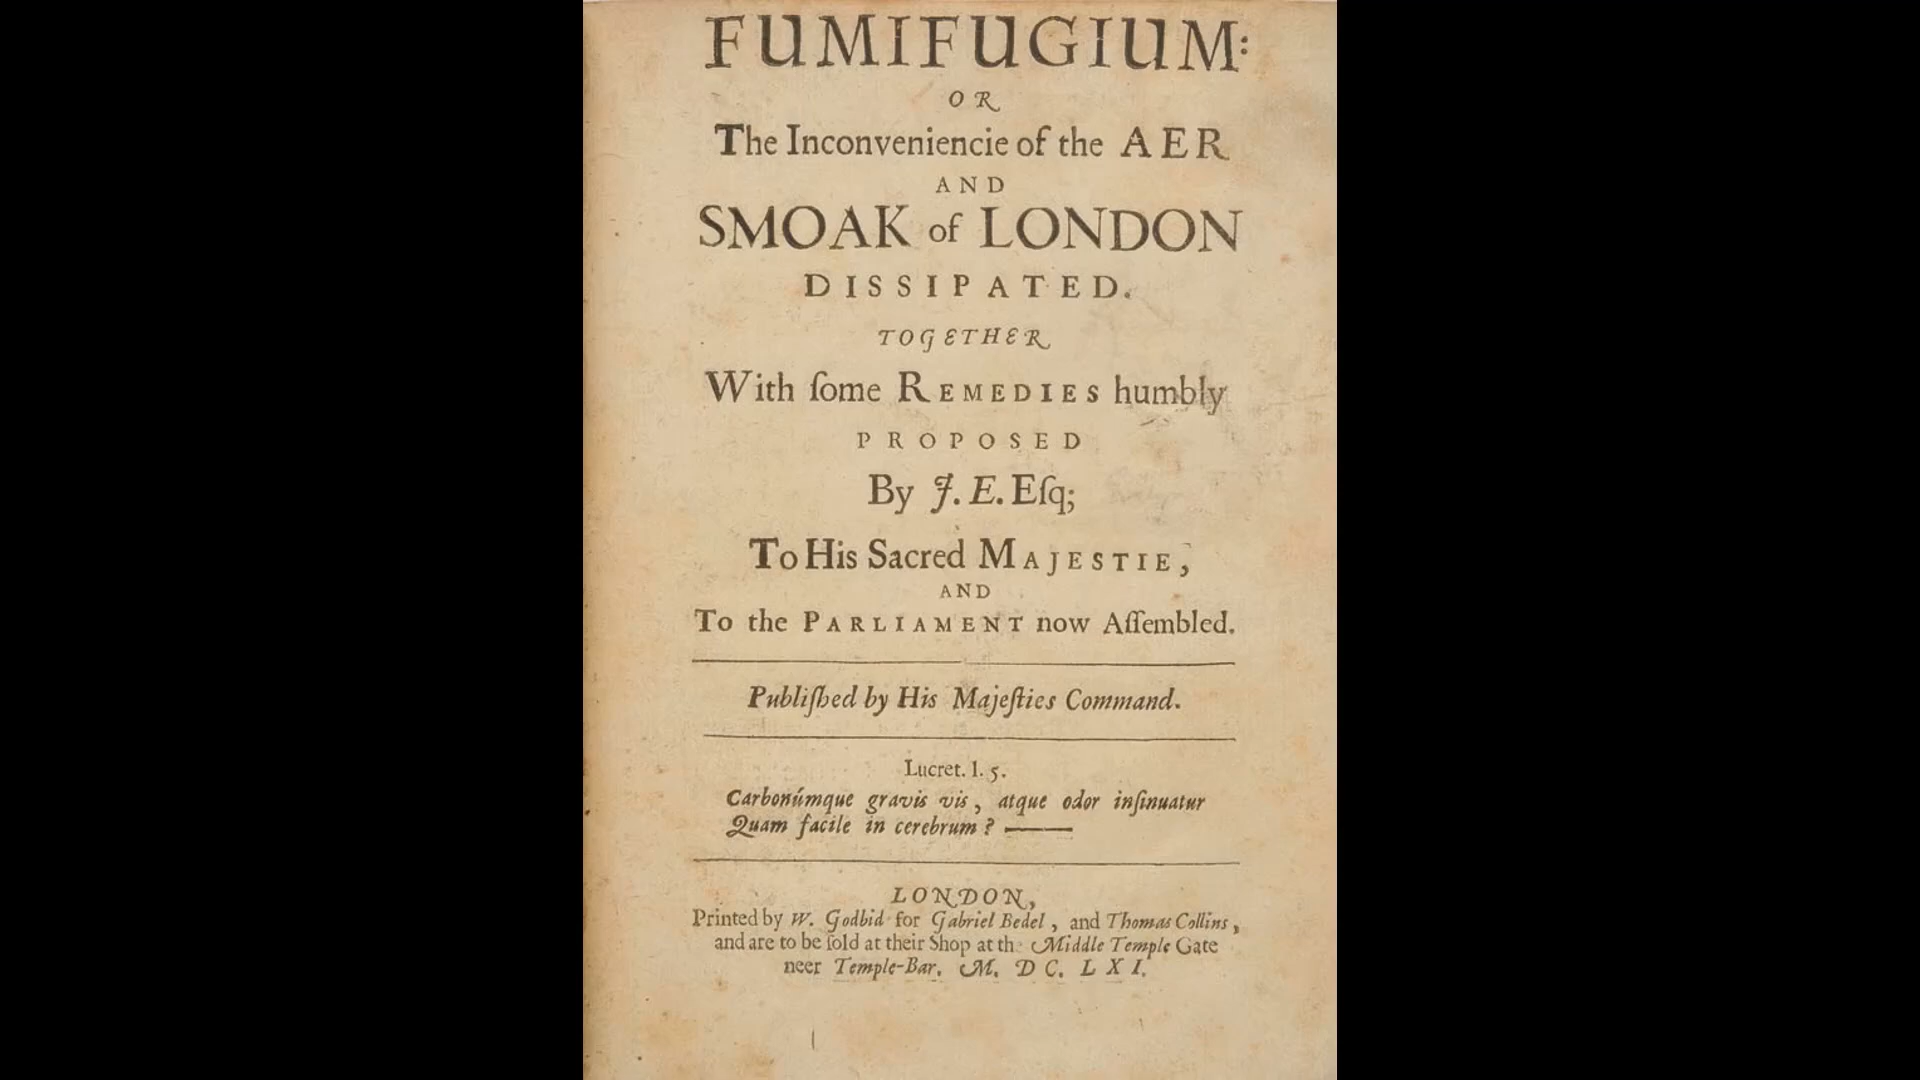 FUMIFUGIUM:
OR
The Inconveniencie of the AER
AND
SMOAK of LONDON
DISSIPATED.
TOGETHER
With ſome REMEDIES humbly
PROPOSED
By J. E. Eſq;
To His Sacred MAJESTIE,
AND
To the PARLIAMENT now Aſſembled.
Publiſhed by His Majeſties Command.
Lucret. l. 5.
Carbonúmque gravis vis, atque odor inſinuatur
Quam facile in cerebrum? ———
LONDON,
Printed by W. Godbid for Gabriel Bedel, and Thomas Collins,
and are to be ſold at their Shop at the Middle Temple Gate
neer Temple-Bar. M. DC. LXI.